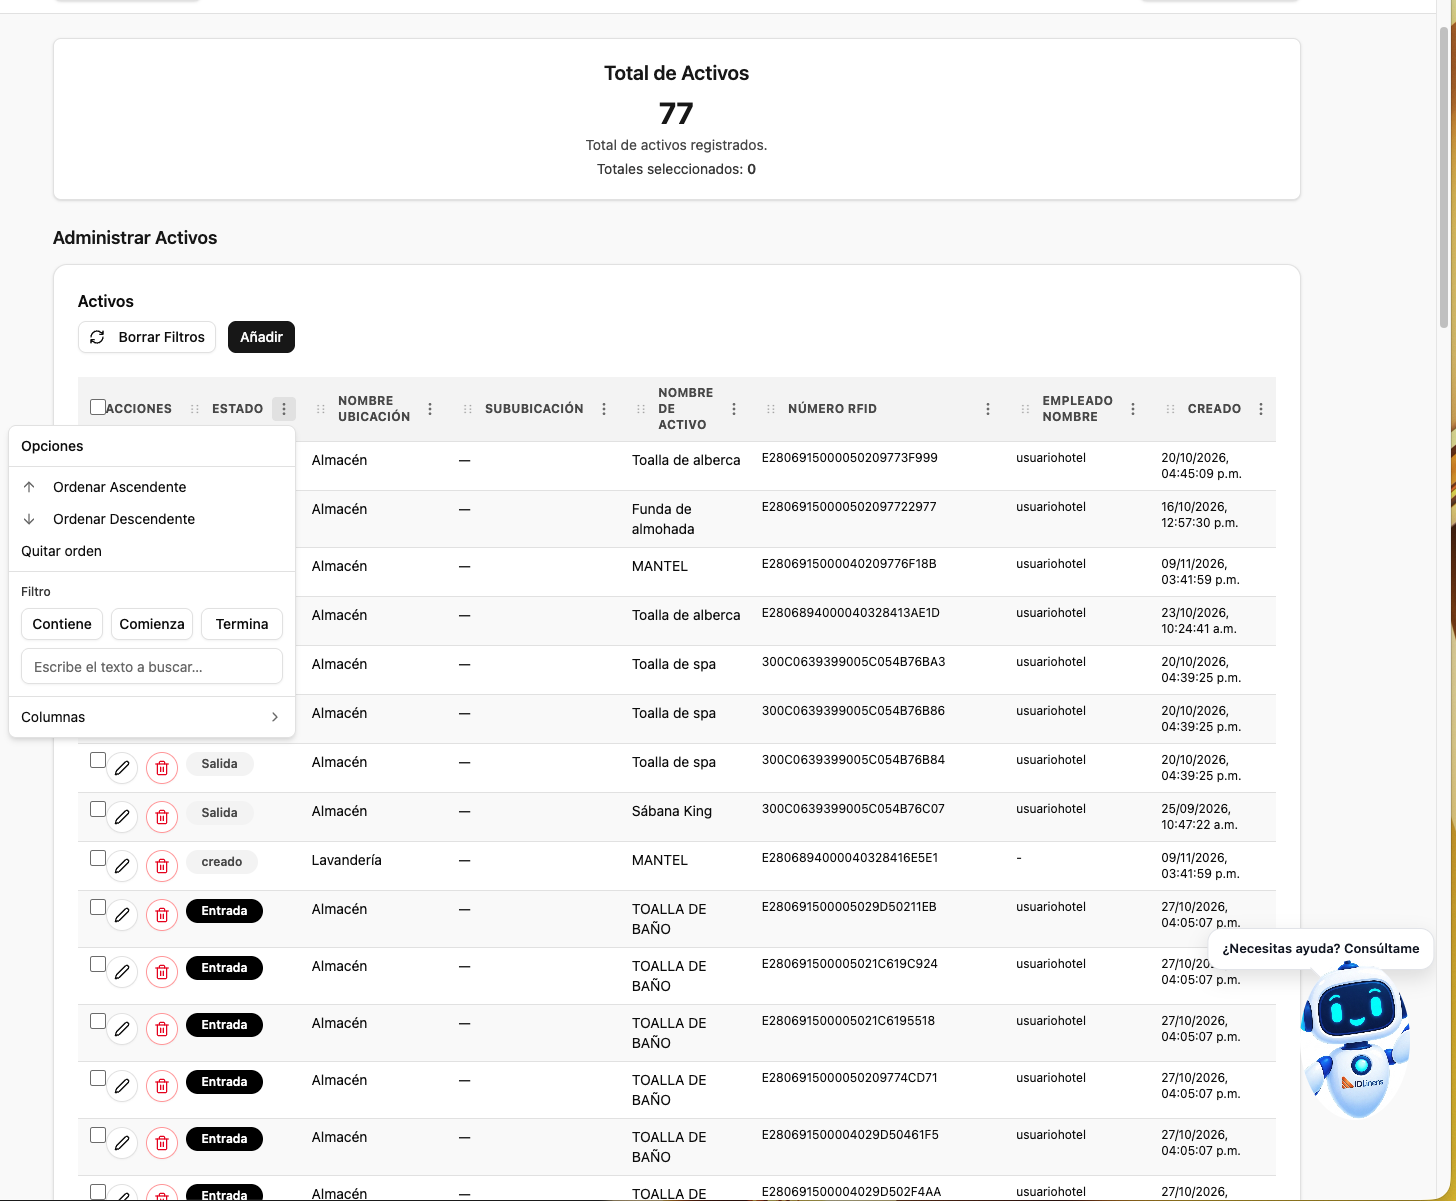 Total de Activos
77
Total de activos registrados.
Totales seleccionados: 0
Administrar Activos
Activos
Borrar Filtros
Añadir
ACCIONES ESTADO NOMBRE UBICACIÓN SUBUBICACIÓN NOMBRE DE ACTIVO NÚMERO RFID EMPLEADO NOMBRE CREADO
Opciones
Ordenar Ascendente
Ordenar Descendente
Quitar orden
Filtro
Contiene Comienza Termina
Escribe el texto a buscar...
Columnas
Almacén — Toalla de alberca E2806915000050209773F999 usuariohotel 20/10/2026, 04:45:09 p.m.
Almacén — Funda de almohada E28069150000502097722977 usuariohotel 16/10/2026, 12:57:30 p.m.
Almacén — MANTEL E2806915000040209776F18B usuariohotel 09/11/2026, 03:41:59 p.m.
Almacén — Toalla de alberca E2806894000040328413AE1D usuariohotel 23/10/2026, 10:24:41 a.m.
Almacén — Toalla de spa 300C0639399005C054B76BA3 usuariohotel 20/10/2026, 04:39:25 p.m.
Almacén — Toalla de spa 300C0639399005C054B76B86 usuariohotel 20/10/2026, 04:39:25 p.m.
Salida Almacén — Toalla de spa 300C0639399005C054B76B84 usuariohotel 20/10/2026, 04:39:25 p.m.
Salida Almacén — Sábana King 300C0639399005C054B76C07 usuariohotel 25/09/2026, 10:47:22 a.m.
creado Lavandería — MANTEL E2806894000040328416E5E1 - 09/11/2026, 03:41:59 p.m.
Entrada Almacén — TOALLA DE BAÑO E280691500005029D50211EB usuariohotel 27/10/2026, 04:05:07 p.m.
Entrada Almacén — TOALLA DE BAÑO E280691500005021C619C924 usuariohotel 27/10/20 04:05:07 p.m.
Entrada Almacén — TOALLA DE BAÑO E280691500005021C6195518 usuariohotel 27/10/2026, 04:05:07 p.m.
Entrada Almacén — TOALLA DE BAÑO E2806915000050209774CD71 usuariohotel 27/10/2026, 04:05:07 p.m.
Entrada Almacén — TOALLA DE BAÑO E280691500004029D50461F5 usuariohotel 27/10/2026, 04:05:07 p.m.
Entrada Almacén — TOALLA DE E280691500004029D502F4AA usuariohotel 27/10/2026,
¿Necesitas ayuda? Consúltame
IDLinens